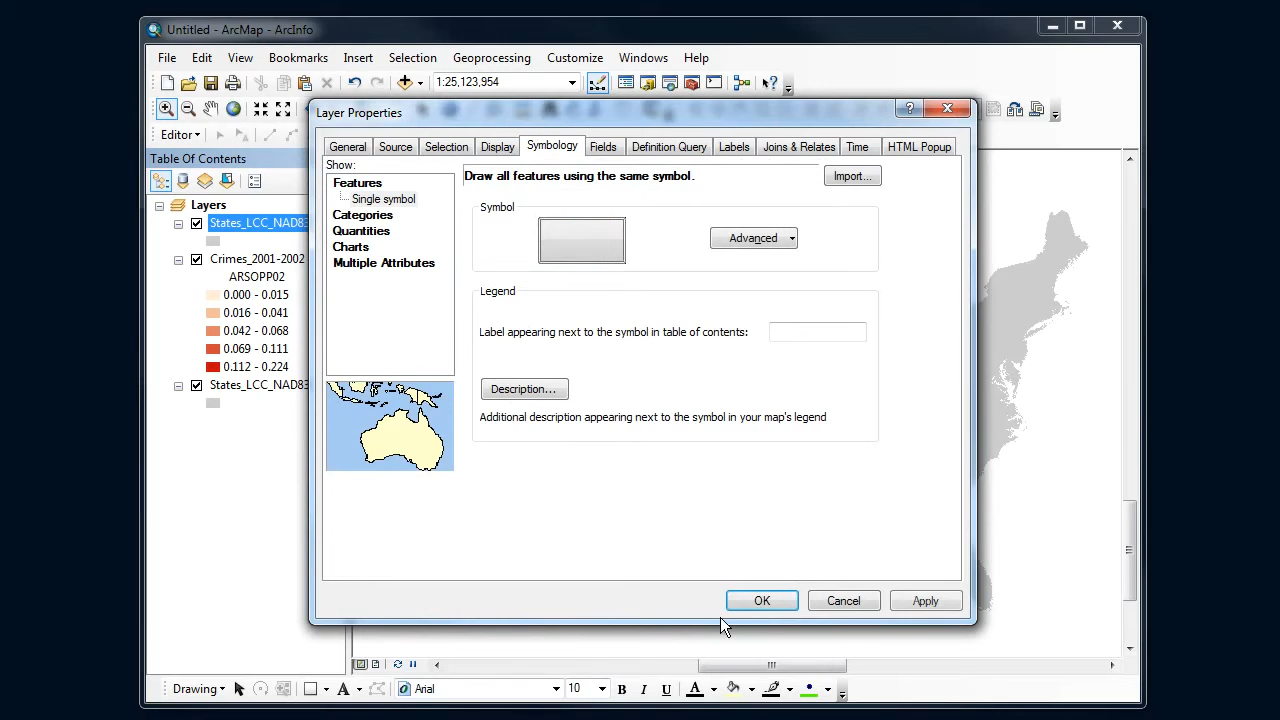 Untitled - ArcMap - ArcInfo
File Edit View Bookmarks Insert Selection Geoprocessing Customize Windows Help
1:25,123,954
Editor
Table Of Contents
Layers
States_LCC_NAD83
Crimes_2001-2002
ARSOPP02
0.000 - 0.015
0.016 - 0.041
0.042 - 0.068
0.069 - 0.111
0.112 - 0.224
States_LCC_NAD83
Layer Properties
General Source Selection Display Symbology Fields Definition Query Labels Joins & Relates Time HTML Popup
Show:
Features
Single symbol
Categories
Quantities
Charts
Multiple Attributes
Draw all features using the same symbol.
Import...
Symbol
Advanced
Legend
Label appearing next to the symbol in table of contents:
Description...
Additional description appearing next to the symbol in your map's legend
OK Cancel Apply
Drawing A Arial 10 B I U A